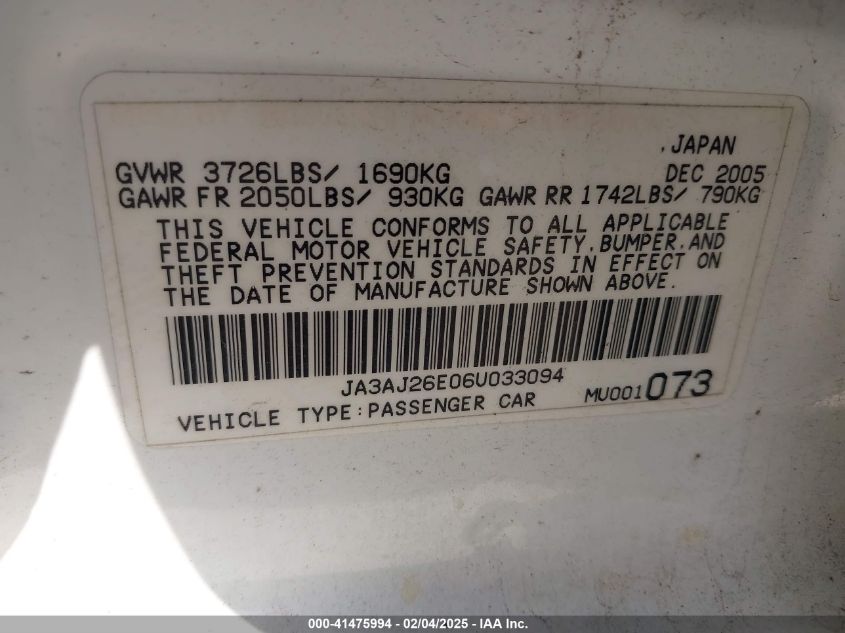 ,JAPAN
GVWR 3726LBS/ 1690KG DEC 2005
GAWR FR 2050LBS/ 930KG GAWR RR 1742LBS/ 790KG
THIS VEHICLE CONFORMS TO ALL APPLICABLE
FEDERAL MOTOR VEHICLE SAFETY,BUMPER,AND
THEFT PREVENTION STANDARDS IN EFFECT ON
THE DATE OF MANUFACTURE SHOWN ABOVE.
JA3AJ26E06U033094
VEHICLE TYPE:PASSENGER CAR MU001073
000-41475994 - 02/04/2025 - IAA Inc.